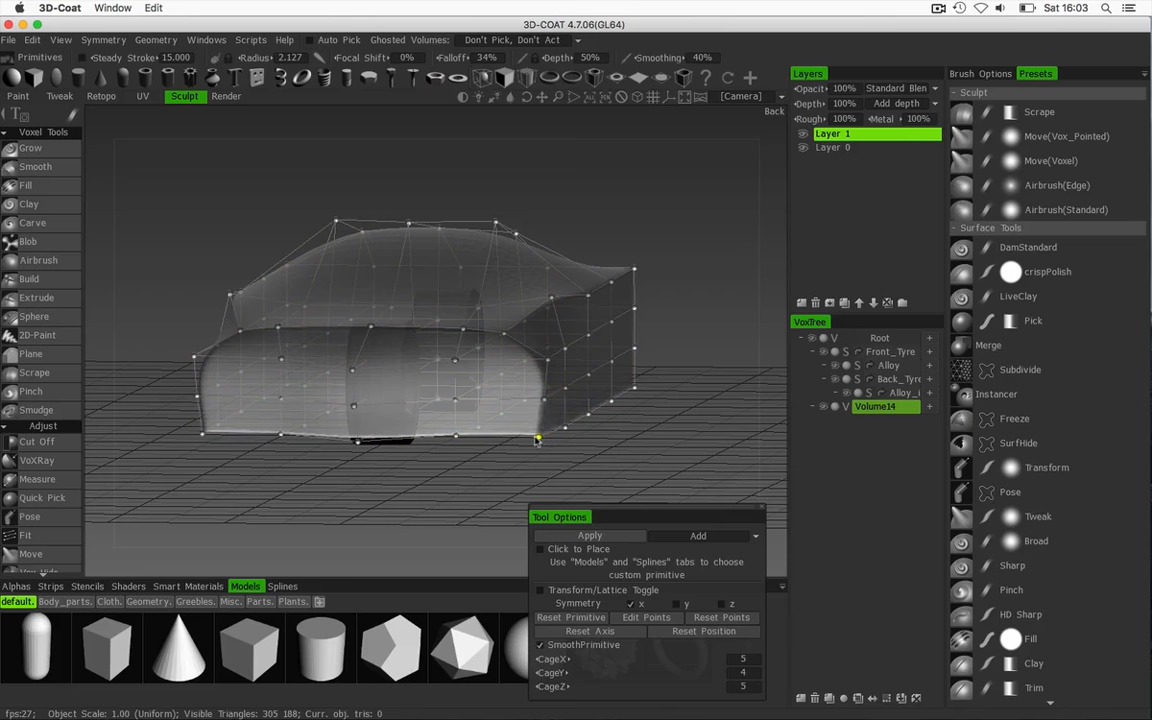 3D-Coat Window Edit Sat 16:03
3D-COAT 4.7.06(GL64)
File Edit View Symmetry Geometry Windows Scripts Help Auto Pick Ghosted Volumes: Don't Pick, Don't Act
Primitives Steady Stroke 15.000 Radius 2.127 Focal Shift 0% Falloff 34% Depth 50% Smoothing 40%
Paint Tweak Retopo UV Sculpt Render [Camera]
Back
Voxel Tools
Grow
Smooth
Fill
Clay
Carve
Blob
Airbrush
Build
Extrude
Sphere
2D-Paint
Plane
Scrape
Pinch
Smudge
Adjust
Cut Off
VoXRay
Measure
Quick Pick
Pose
Fit
Move
Layers
Opacit 100% Standard Blen
Depth 100% Add depth
Rough 100% Metal 100%
Layer 1
Layer 0
VoxTree
Root
S Front_Tyre
S Alloy
S Back_Tyre
S Alloy_i
V Volume14
Brush Options Presets
Sculpt
Scrape
Move(Vox_Pointed)
Move(Voxel)
Airbrush(Edge)
Airbrush(Standard)
Surface Tools
DamStandard
crispPolish
LiveClay
Pick
Merge
Subdivide
Instancer
Freeze
SurfHide
Transform
Pose
Tweak
Broad
Sharp
Pinch
HD Sharp
Fill
Clay
Trim
Tool Options
Apply Add
Click to Place
Use "Models" and "Splines" tabs to choose
custom primitive
Transform/Lattice Toggle
Symmetry x y z
Reset Primitive Edit Points Reset Points
Reset Axis Reset Position
SmoothPrimitive
CageX 5
CageY 4
CageZ 5
Alphas Strips Stencils Shaders Smart Materials Models Splines
default. Body_parts. Cloth. Geometry. Greebles. Misc. Parts. Plants.
fps:27; Object Scale: 1.00 (Uniform); Visible Triangles: 305 188; Curr. obj. tris: 0